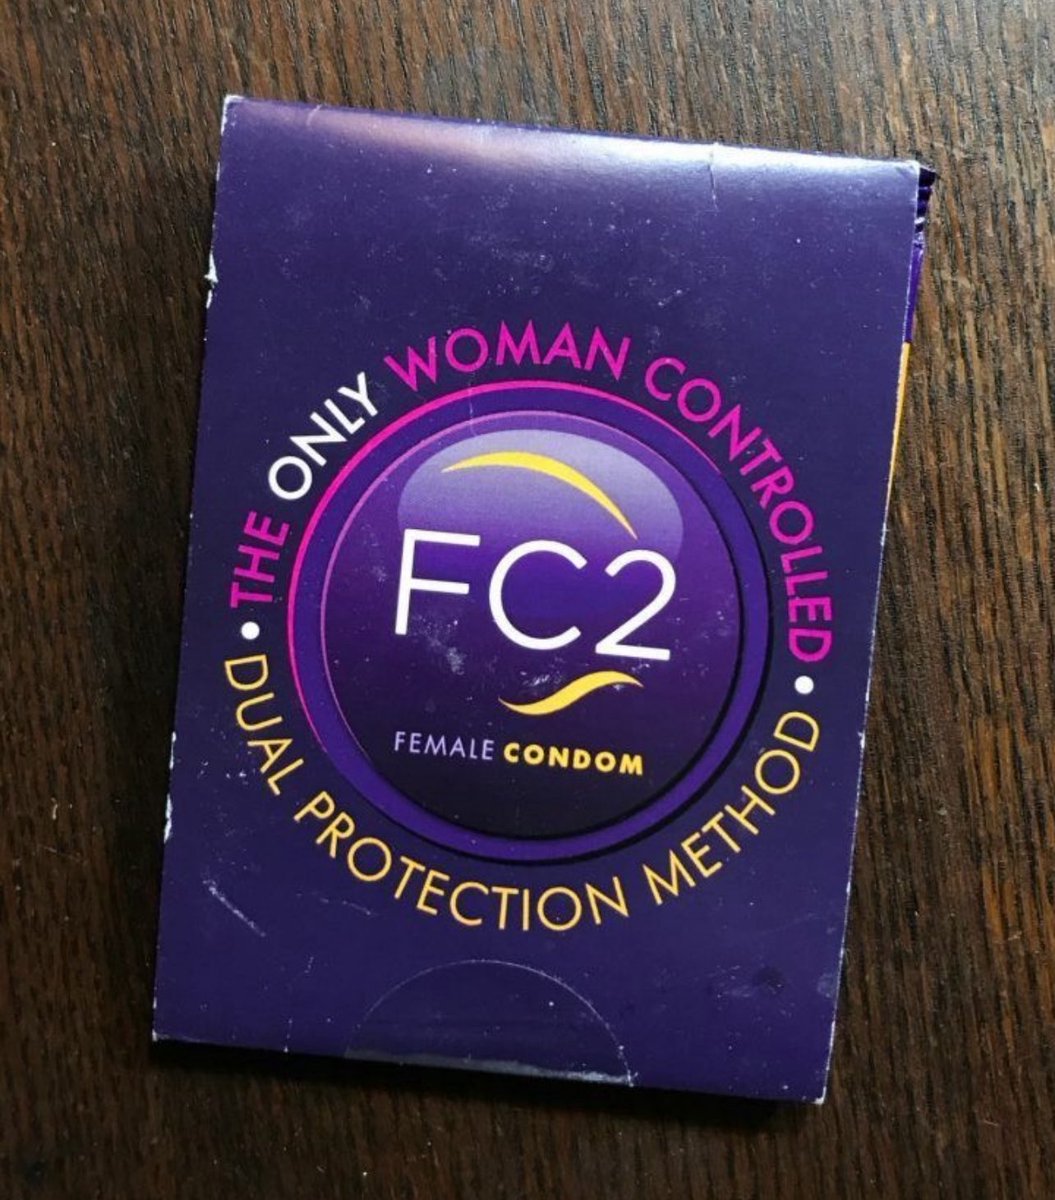 • THE ONLY WOMAN CONTROLLED •
FC2
FEMALE CONDOM
DUAL PROTECTION METHOD